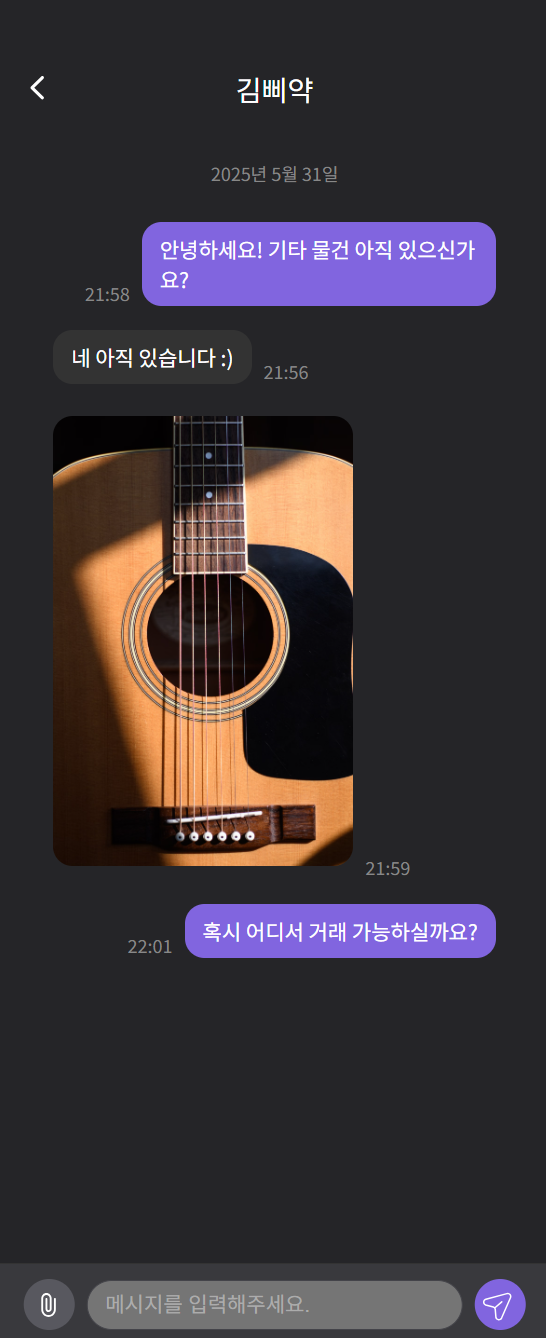 김삐약
2025년 5월 31일
안녕하세요! 기타 물건 아직 있으신가
요?
21:58
네 아직 있습니다 :)
21:56
21:59
혹시 어디서 거래 가능하실까요?
22:01
메시지를 입력해주세요.